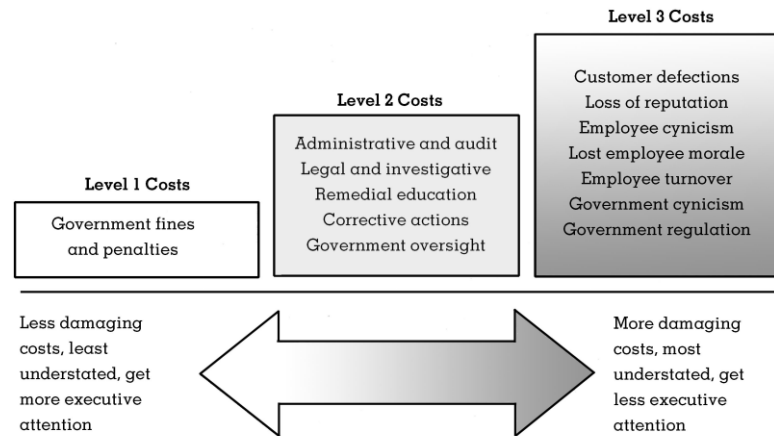 Level 3 Costs
Customer defections
Loss of reputation
Employee cynicism
Lost employee morale
Employee turnover
Government cynicism
Government regulation
Level 2 Costs
Administrative and audit
Legal and investigative
Remedial education
Corrective actions
Government oversight
Level 1 Costs
Government fines
and penalties
Less damaging
costs, least
understated, get
more executive
attention
More damaging
costs, most
understated, get
less executive
attention